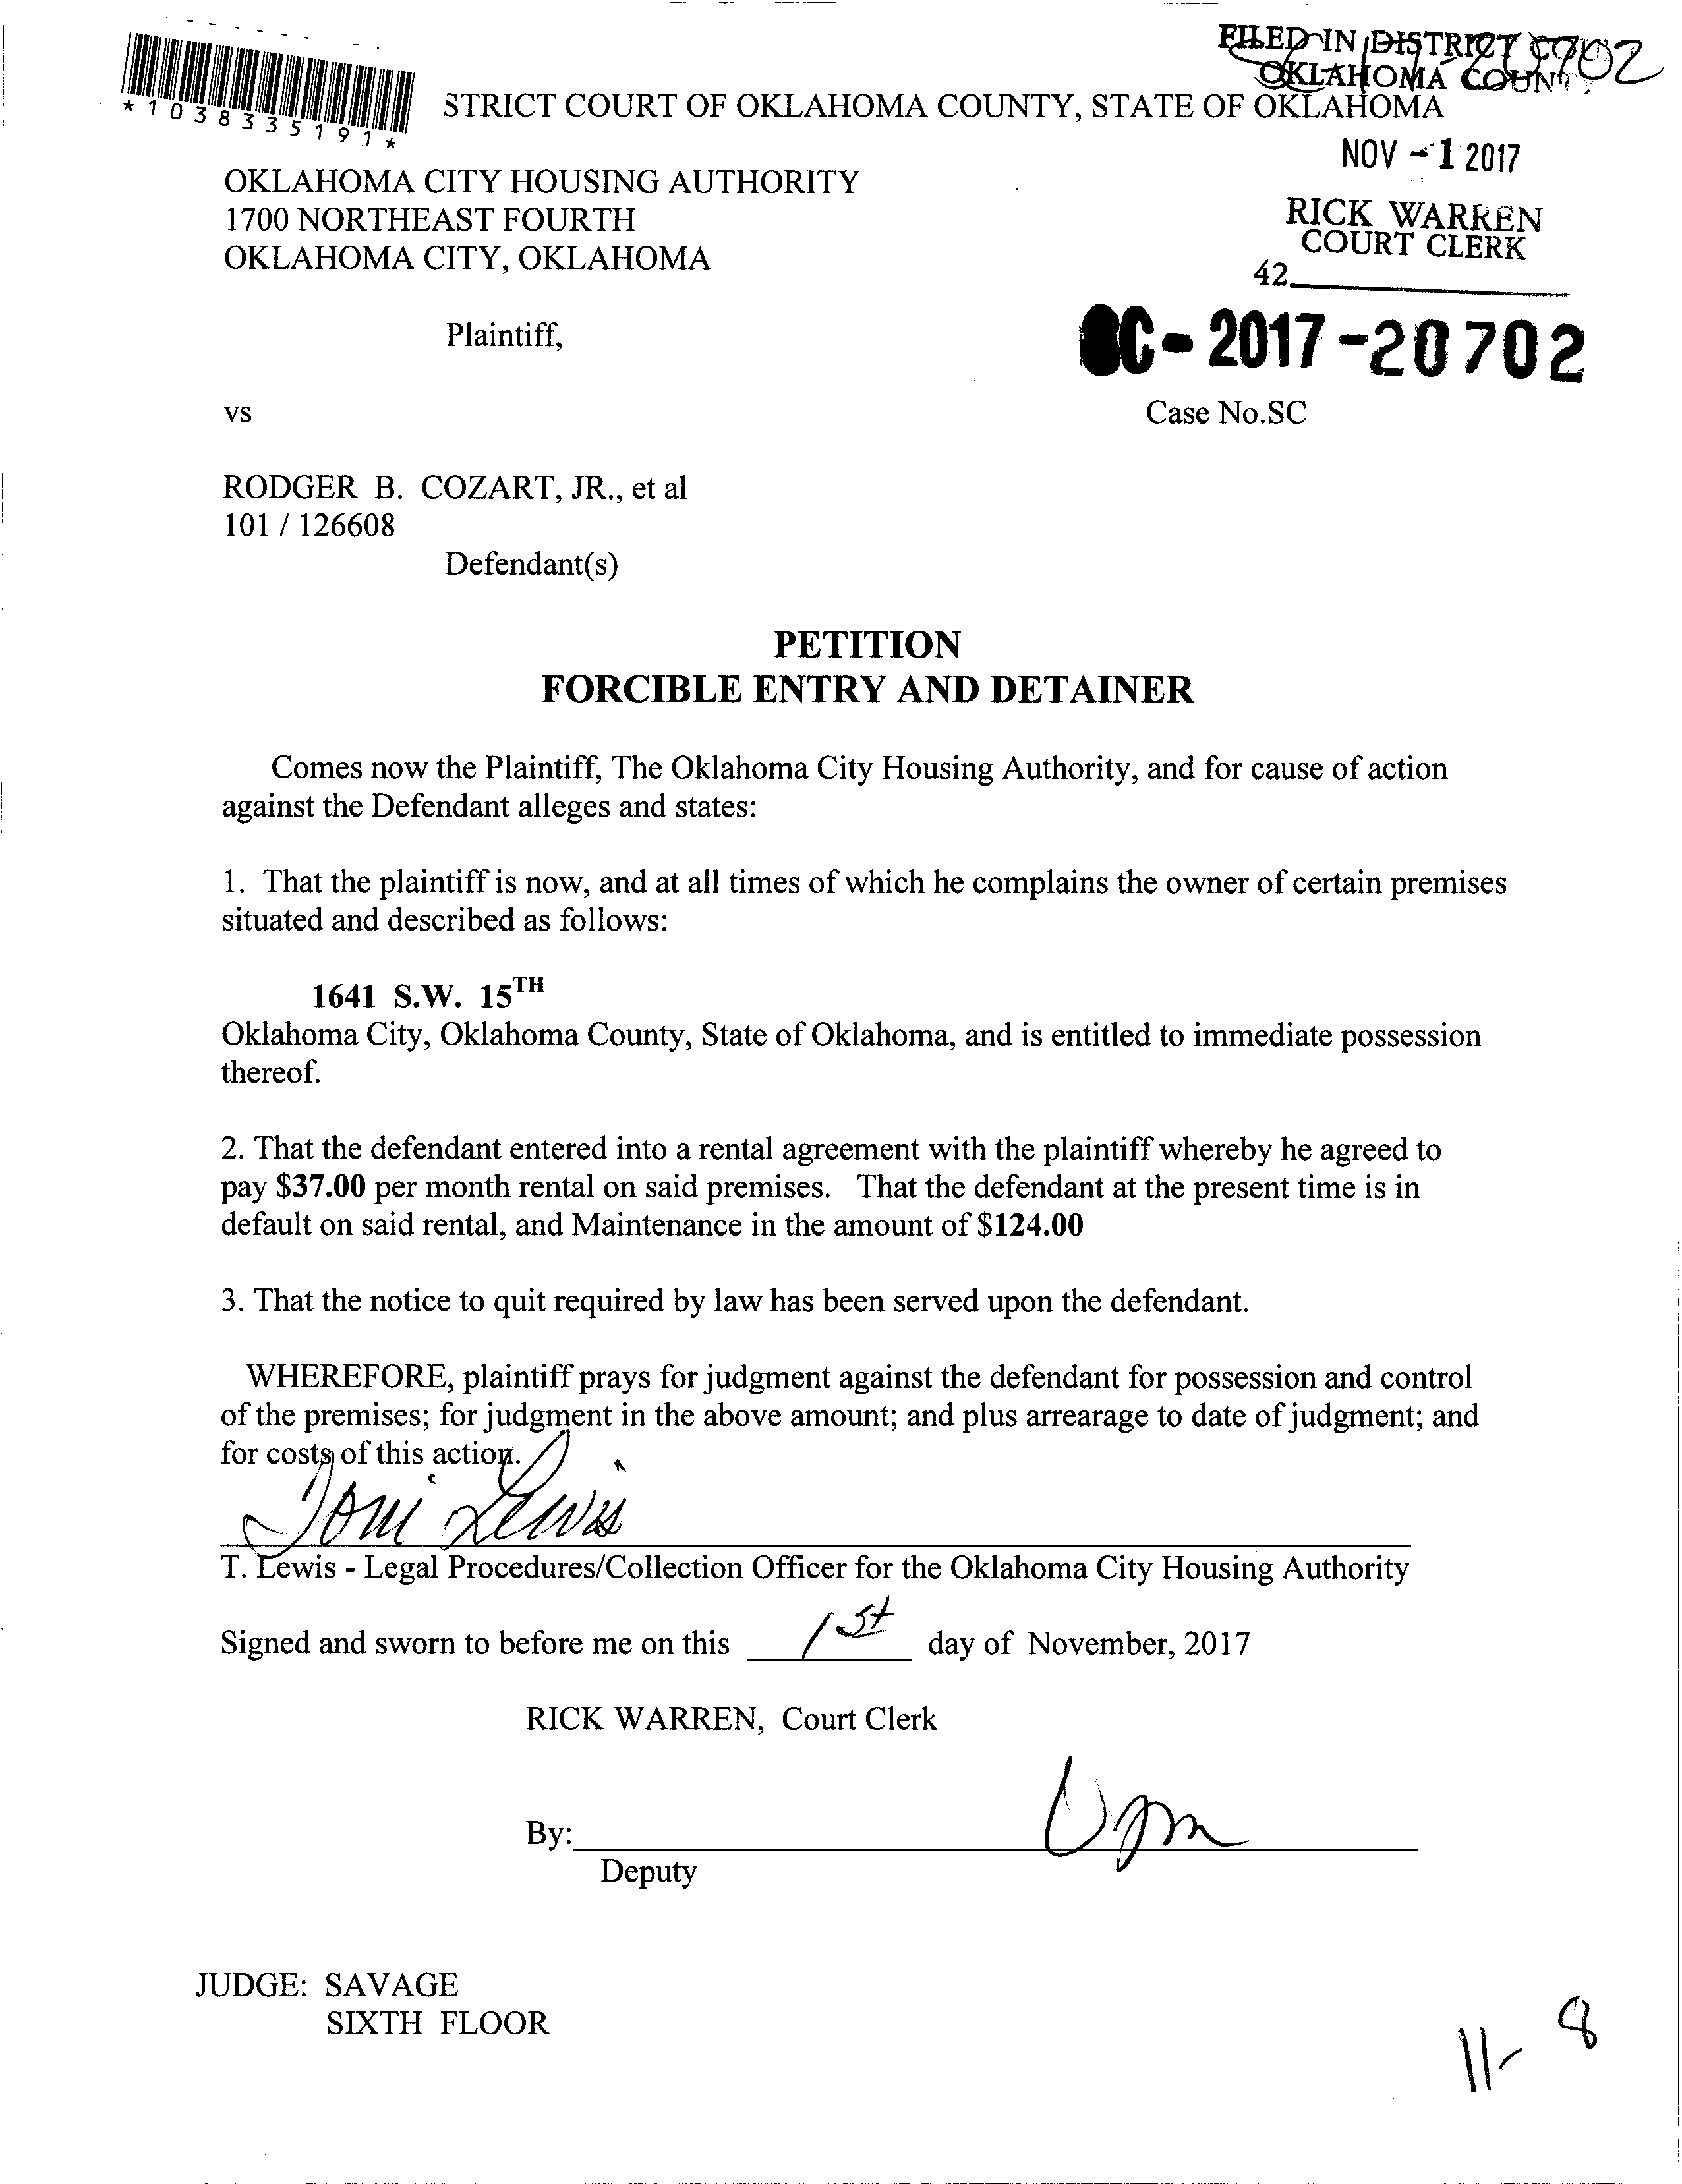 FILED IN DISTRICT
OKLAHOMA COUNTY
*1038335191*
STRICT COURT OF OKLAHOMA COUNTY, STATE OF OKLAHOMA
NOV - 1 2017
OKLAHOMA CITY HOUSING AUTHORITY
1700 NORTHEAST FOURTH
OKLAHOMA CITY, OKLAHOMA
RICK WARREN
COURT CLERK
42
Plaintiff,
SC - 2017 - 20702
vs
Case No.SC
RODGER B. COZART, JR., et al
101 / 126608
Defendant(s)
PETITION
FORCIBLE ENTRY AND DETAINER
Comes now the Plaintiff, The Oklahoma City Housing Authority, and for cause of action
against the Defendant alleges and states:
1. That the plaintiff is now, and at all times of which he complains the owner of certain premises
situated and described as follows:
1641 S.W. 15TH
Oklahoma City, Oklahoma County, State of Oklahoma, and is entitled to immediate possession
thereof.
2. That the defendant entered into a rental agreement with the plaintiff whereby he agreed to
pay $37.00 per month rental on said premises. That the defendant at the present time is in
default on said rental, and Maintenance in the amount of $124.00
3. That the notice to quit required by law has been served upon the defendant.
WHEREFORE, plaintiff prays for judgment against the defendant for possession and control
of the premises; for judgment in the above amount; and plus arrearage to date of judgment; and
for costs of this action.
Toni Lewis
T. Lewis - Legal Procedures/Collection Officer for the Oklahoma City Housing Authority
Signed and sworn to before me on this 1st day of November, 2017
RICK WARREN, Court Clerk
By:
Deputy
JUDGE: SAVAGE
SIXTH FLOOR
11-8